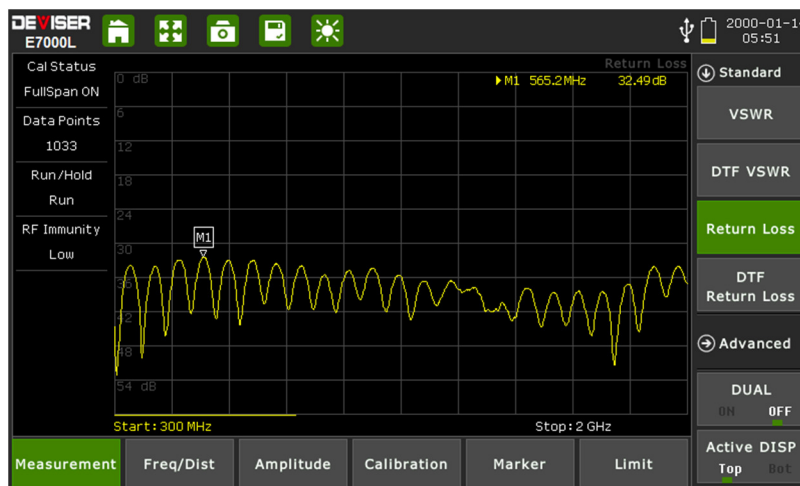 DEVISER
E7000L
2000-01-14
05:51
Cal Status
FullSpan ON
Data Points
1033
Run/Hold
Run
RF Immunity
Low
Return Loss
M1 565.2MHz 32.49dB
0 dB
6
12
18
24
30
36
42
48
54 dB
M1
Start:300 MHz
Stop:2 GHz
Standard
VSWR
DTF VSWR
Return Loss
DTF
Return Loss
Advanced
DUAL
ON OFF
Active DISP
Top Bot
Measurement
Freq/Dist
Amplitude
Calibration
Marker
Limit